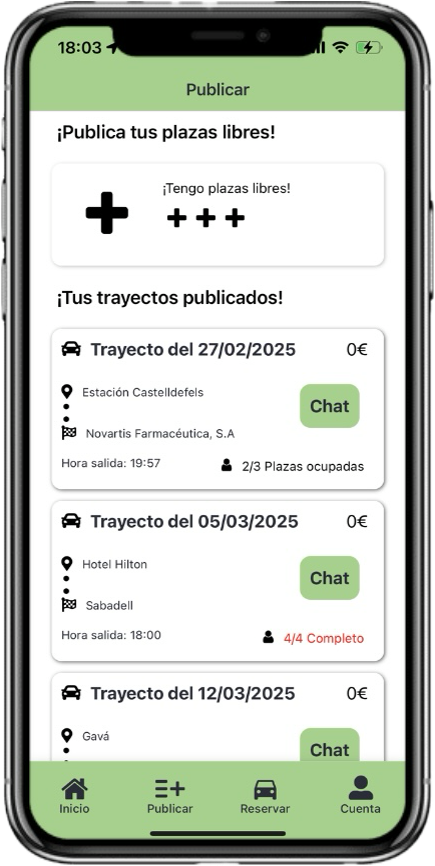 18:03
Publicar
¡Publica tus plazas libres!
¡Tengo plazas libres!
¡Tus trayectos publicados!
Trayecto del 27/02/2025 0€
Estación Castelldefels
Chat
Novartis Farmacéutica, S.A
Hora salida: 19:57 2/3 Plazas ocupadas
Trayecto del 05/03/2025 0€
Hotel Hilton
Chat
Sabadell
Hora salida: 18:00 4/4 Completo
Trayecto del 12/03/2025 0€
Gavá
Chat
Inicio Publicar Reservar Cuenta